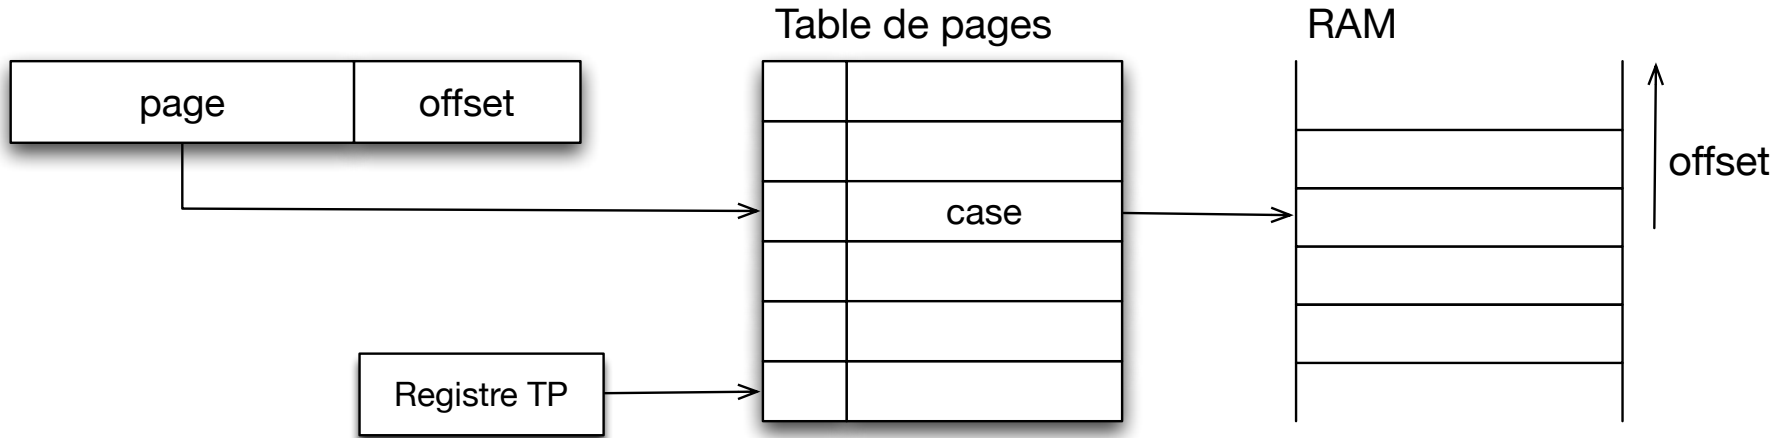 Table de pages
RAM
page
offset
offset
case
Registre TP